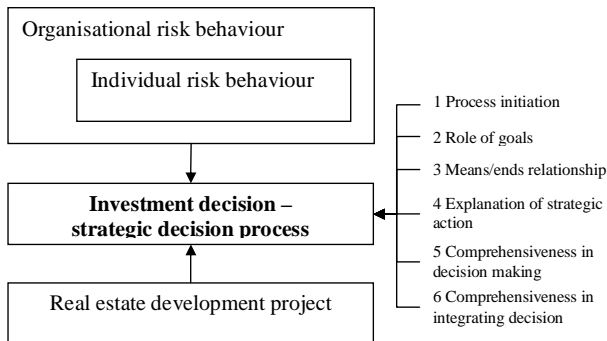 Organisational risk behaviour
Individual risk behaviour
Investment decision –
strategic decision process
Real estate development project
1 Process initiation
2 Role of goals
3 Means/ends relationship
4 Explanation of strategic
action
5 Comprehensiveness in
decision making
6 Comprehensiveness in
integrating decision